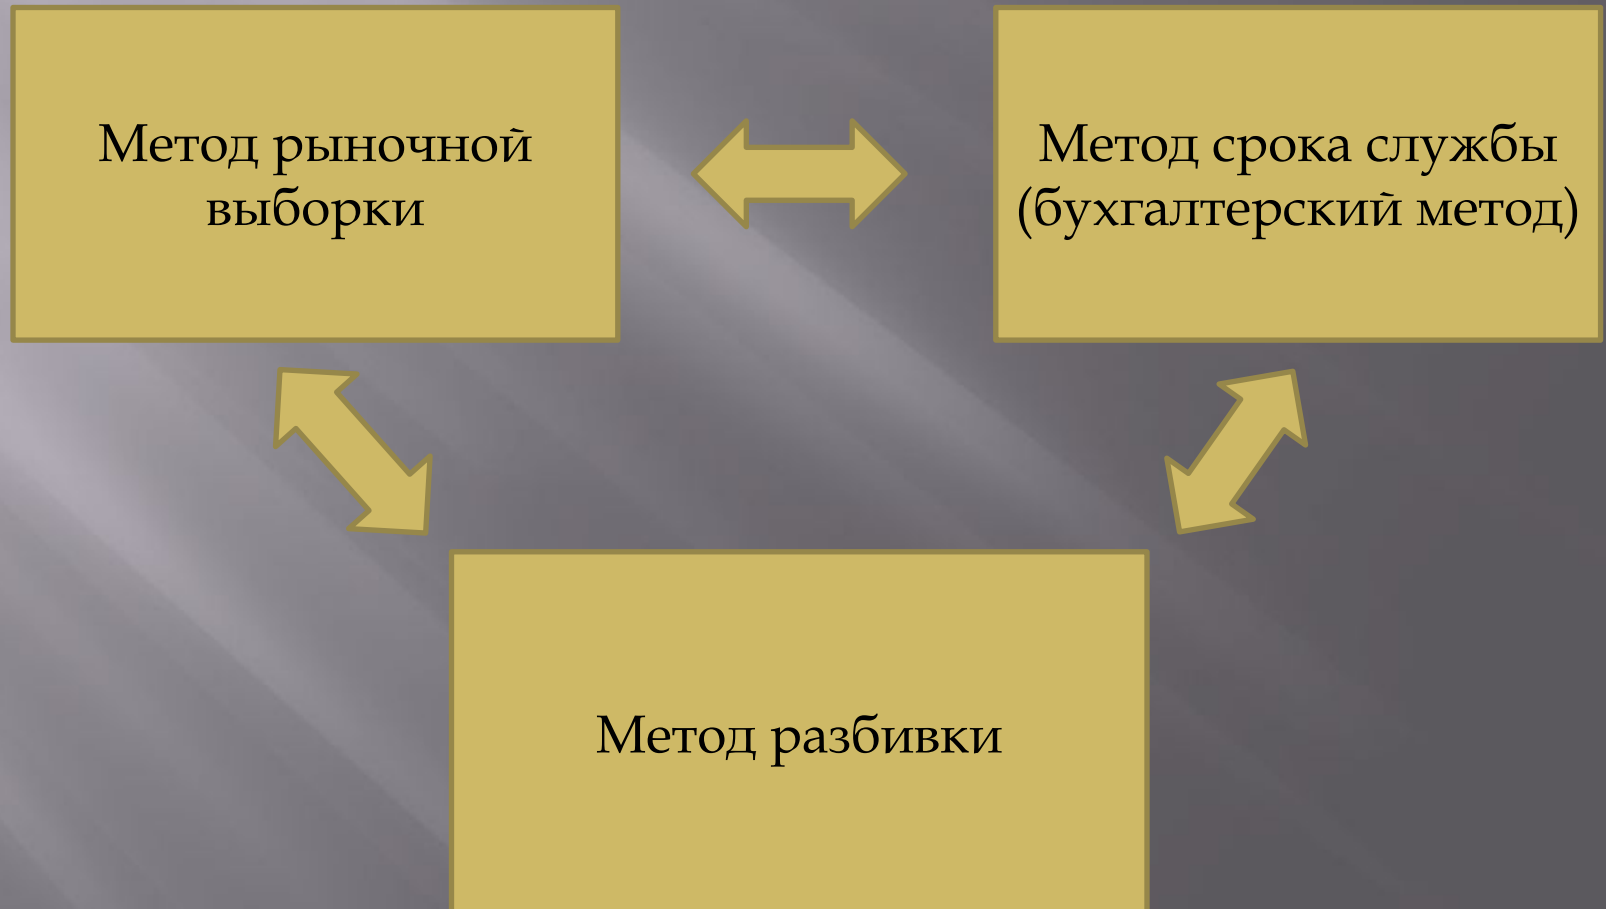 Метод рыночной
выборки
Метод срока службы
(бухгалтерский метод)
Метод разбивки